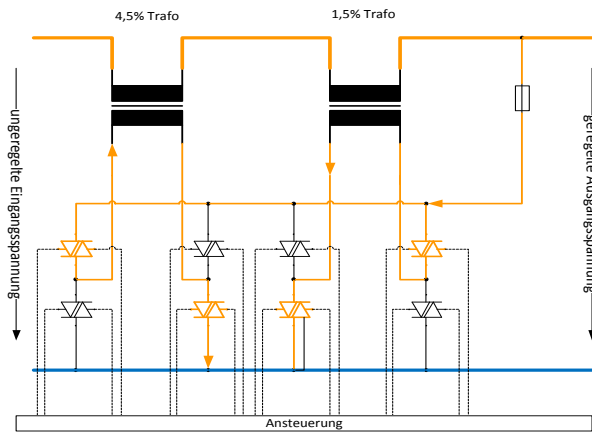 4,5% Trafo
1,5% Trafo
ungeregelte Eingangsspannung
geregelte Ausgangsspannung
Ansteuerung